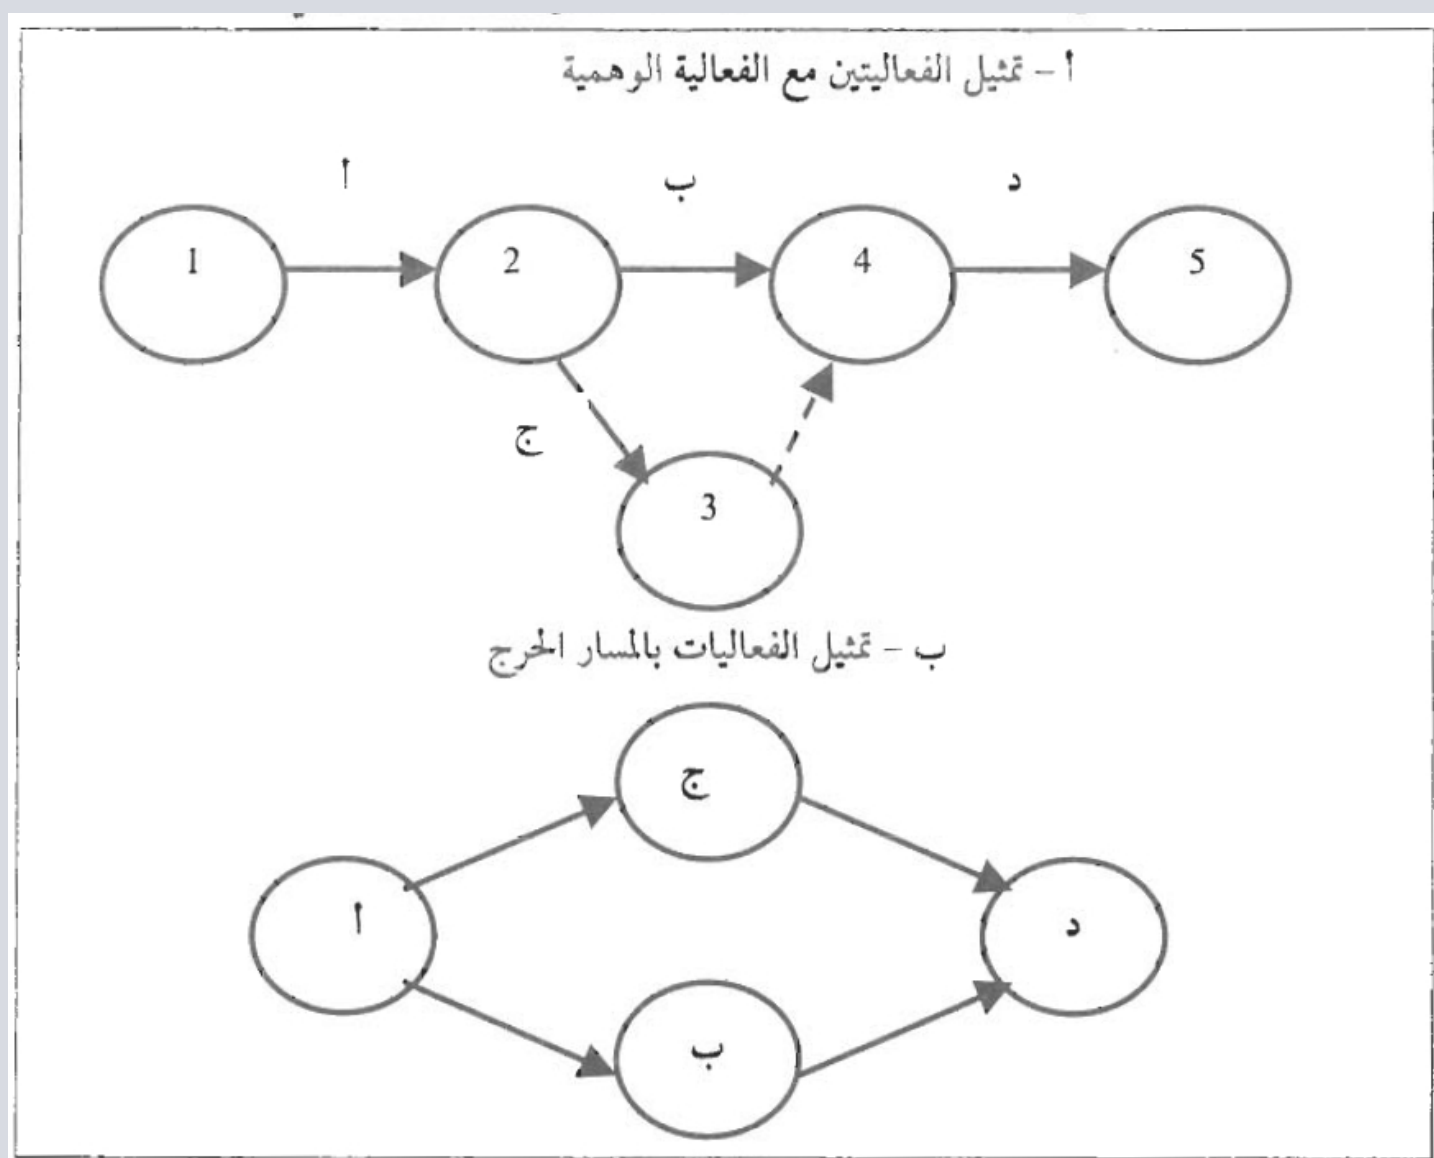 أ - تمثيل الفعاليتين مع الفعالية الوهمية
أ ب د
1 2 4 5
ج
3
ب - تمثيل الفعاليات بالمسار الحرج
ج
أ د
ب